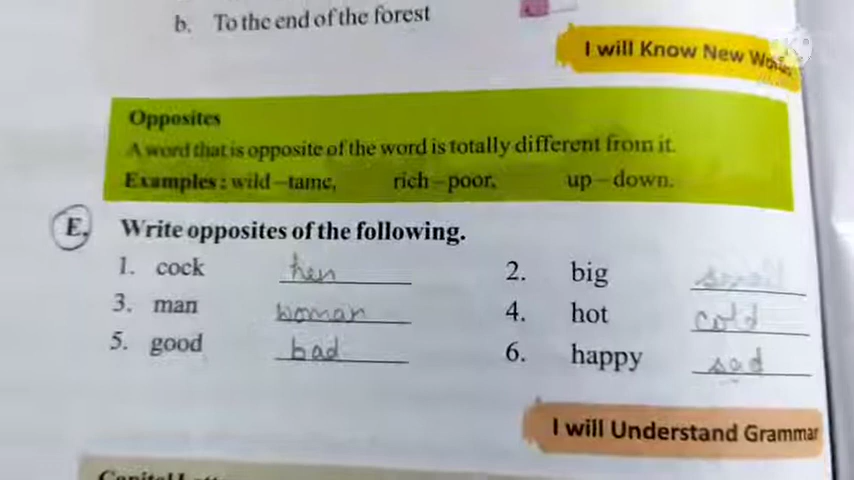 b. To the end of the forest
I will Know New Words
Opposites
A word that is opposite of the word is totally different from it.
Examples : wild – tame, rich – poor, up – down.
E. Write opposites of the following.
1. cock hen 2. big small
3. man woman 4. hot cold
5. good bad 6. happy sad
I will Understand Grammar